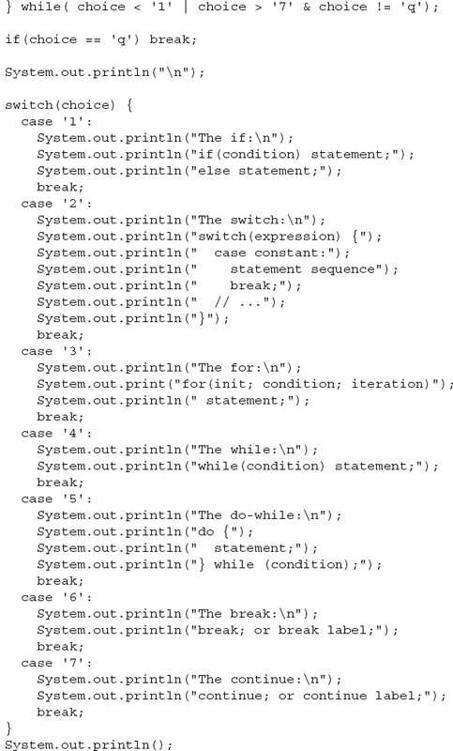 } while( choice < '1' | choice > '7' & choice != 'q');
if(choice == 'q') break;
System.out.println("\n");
switch(choice) {
  case '1':
    System.out.println("The if:\n");
    System.out.println("if(condition) statement;");
    System.out.println("else statement;");
    break;
  case '2':
    System.out.println("The switch:\n");
    System.out.println("switch(expression) {");
    System.out.println("  case constant:");
    System.out.println("    statement sequence");
    System.out.println("    break;");
    System.out.println("  // ...");
    System.out.println("}");
    break;
  case '3':
    System.out.println("The for:\n");
    System.out.print("for(init; condition; iteration)");
    System.out.println(" statement;");
    break;
  case '4':
    System.out.println("The while:\n");
    System.out.println("while(condition) statement;");
    break;
  case '5':
    System.out.println("The do-while:\n");
    System.out.println("do {");
    System.out.println("  statement;");
    System.out.println("} while (condition);");
    break;
  case '6':
    System.out.println("The break:\n");
    System.out.println("break; or break label;");
    break;
  case '7':
    System.out.println("The continue:\n");
    System.out.println("continue; or continue label;");
    break;
}
System.out.println();